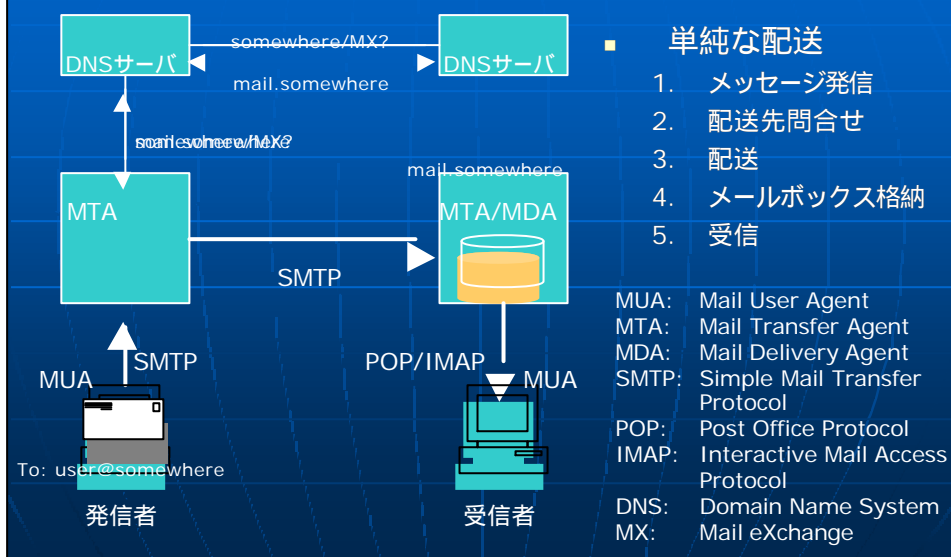 somewhere/MX?
DNSサーバ
DNSサーバ
mail.somewhere
somewhere/MX?
mail.somewhere
mail.somewhere
MTA
MTA/MDA
SMTP
SMTP
POP/IMAP
MUA
MUA
To: user@somewhere
発信者
受信者
単純な配送
1. メッセージ発信
2. 配送先問合せ
3. 配送
4. メールボックス格納
5. 受信
MUA: Mail User Agent
MTA: Mail Transfer Agent
MDA: Mail Delivery Agent
SMTP: Simple Mail Transfer
Protocol
POP: Post Office Protocol
IMAP: Interactive Mail Access
Protocol
DNS: Domain Name System
MX: Mail eXchange